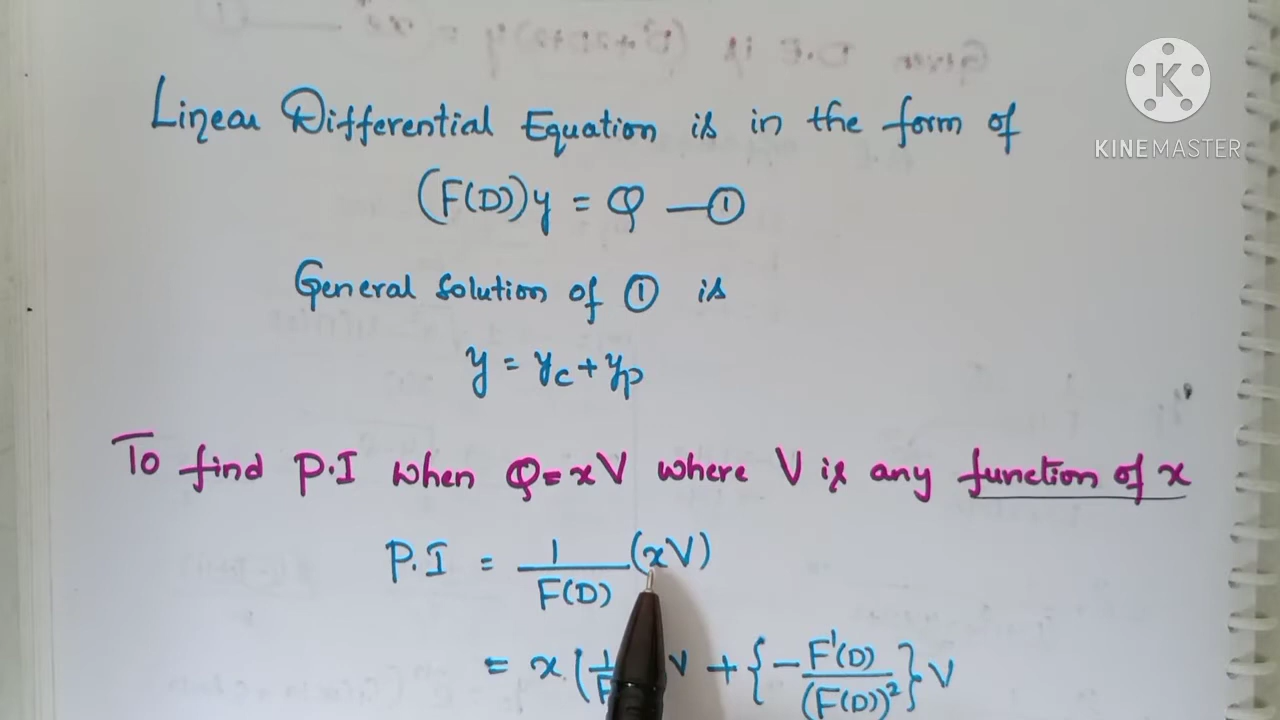 K
KINEMASTER
Linear Differential Equation is in the form of
(F(D))y = Q — ①
General solution of ① is
y = yc + yp
To find P.I when Q = xV where V is any function of x
P.I = 1/F(D) (xV)
= x (1/F V + {-F'(D)/(F(D))²} V